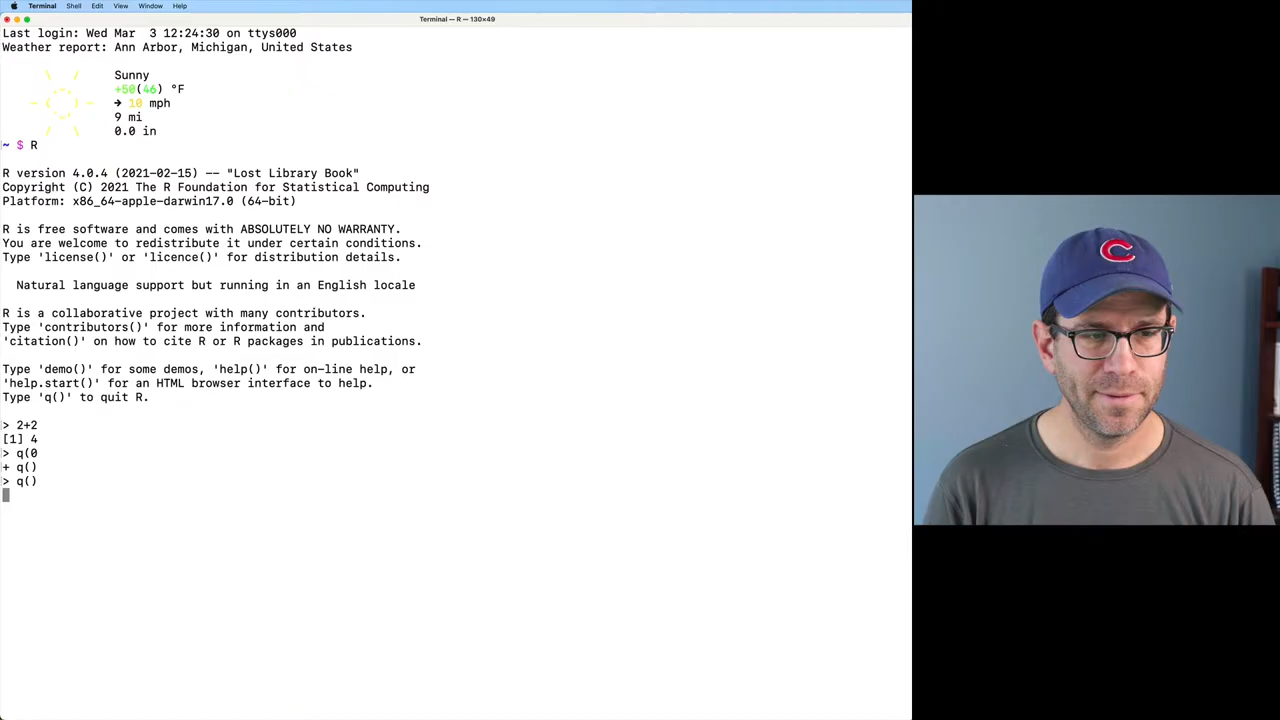 Terminal Shell Edit View Window Help
Terminal — R — 130×49
Last login: Wed Mar  3 12:24:30 on ttys000
Weather report: Ann Arbor, Michigan, United States
Sunny
+50(46) °F
→ 10 mph
9 mi
0.0 in
~ $ R
R version 4.0.4 (2021-02-15) -- "Lost Library Book"
Copyright (C) 2021 The R Foundation for Statistical Computing
Platform: x86_64-apple-darwin17.0 (64-bit)
R is free software and comes with ABSOLUTELY NO WARRANTY.
You are welcome to redistribute it under certain conditions.
Type 'license()' or 'licence()' for distribution details.
Natural language support but running in an English locale
R is a collaborative project with many contributors.
Type 'contributors()' for more information and
'citation()' on how to cite R or R packages in publications.
Type 'demo()' for some demos, 'help()' for on-line help, or
'help.start()' for an HTML browser interface to help.
Type 'q()' to quit R.
> 2+2
[1] 4
> q(0
+ q()
> q()
C